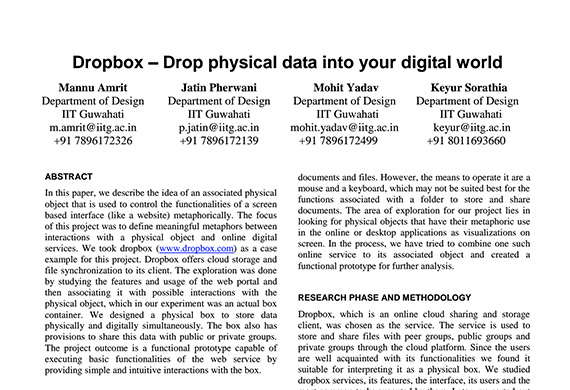 Dropbox – Drop physical data into your digital world
Mannu Amrit
Department of Design
IIT Guwahati
m.amrit@iitg.ac.in
+91 7896172326
Jatin Pherwani
Department of Design
IIT Guwahati
p.jatin@iitg.ac.in
+91 7896172139
Mohit Yadav
Department of Design
IIT Guwahati
mohit.yadav@iitg.ac.in
+91 7896172499
Keyur Sorathia
Department of Design
IIT Guwahati
keyur@iitg.ac.in
+91 8011693660
ABSTRACT
In this paper, we describe the idea of an associated physical
object that is used to control the functionalities of a screen
based interface (like a website) metaphorically. The focus
of this project was to define meaningful metaphors between
interactions with a physical object and online digital
services. We took dropbox (www.dropbox.com) as a case
example for this project. Dropbox offers cloud storage and
file synchronization to its client. The exploration was done
by studying the features and usage of the web portal and
then associating it with possible interactions with the
physical object, which in our experiment was an actual box
container. We designed a physical box to store data
physically and digitally simultaneously. The box also has
provisions to share this data with public or private groups.
The project outcome is a functional prototype capable of
executing basic functionalities of the web service by
providing simple and intuitive interactions with the box.
documents and files. However, the means to operate it are a
mouse and a keyboard, which may not be suited best for the
functions associated with a folder to store and share
documents. The area of exploration for our project lies in
looking for physical objects that have their metaphoric use
in the online or desktop applications as visualizations on
screen. In the process, we have tried to combine one such
online service to its associated object and created a
functional prototype for further analysis.
RESEARCH PHASE AND METHODOLOGY
Dropbox, which is an online cloud sharing and storage
client, was chosen as the service. The service is used to
store and share files with peer groups, public groups and
private groups through the cloud platform. Since the users
are well acquainted with its functionalities we found it
suitable for interpreting it as a physical box. We studied
dropbox services, its features, the interface, its users and the